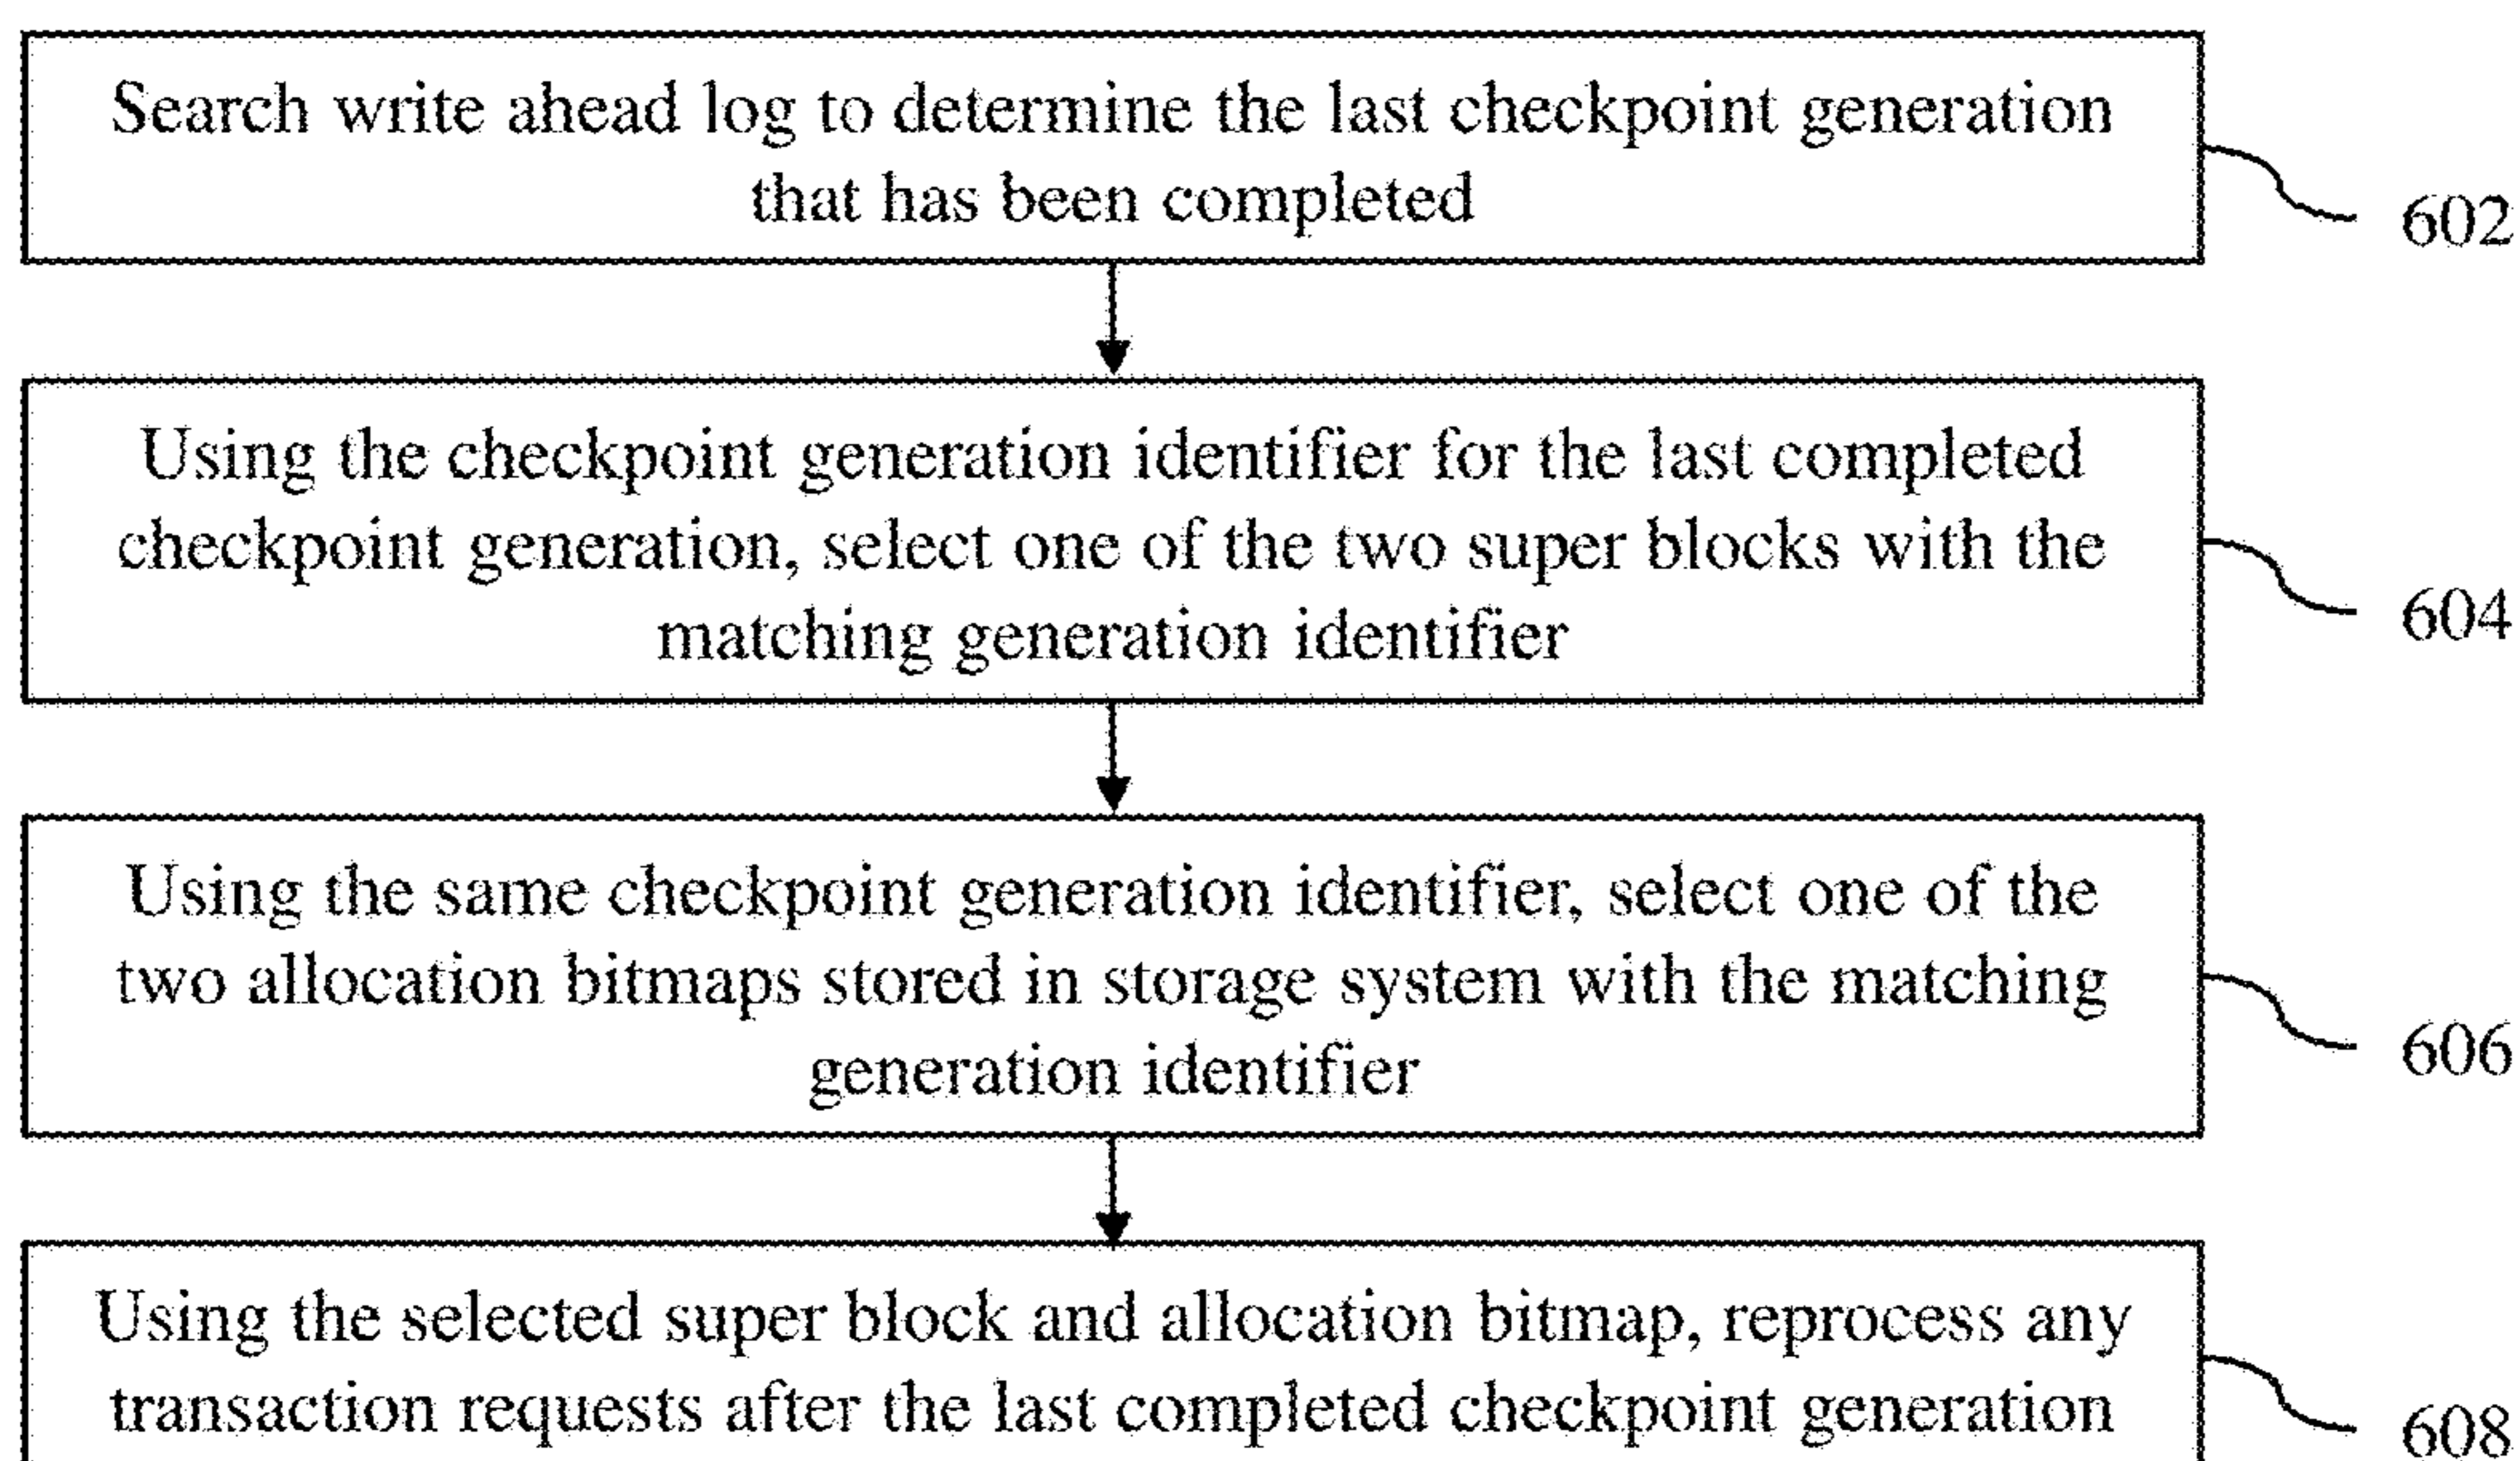 Search write ahead log to determine the last checkpoint generation
that has been completed
602
Using the checkpoint generation identifier for the last completed
checkpoint generation, select one of the two super blocks with the
matching generation identifier
604
Using the same checkpoint generation identifier, select one of the
two allocation bitmaps stored in storage system with the matching
generation identifier
606
Using the selected super block and allocation bitmap, reprocess any
transaction requests after the last completed checkpoint generation
608